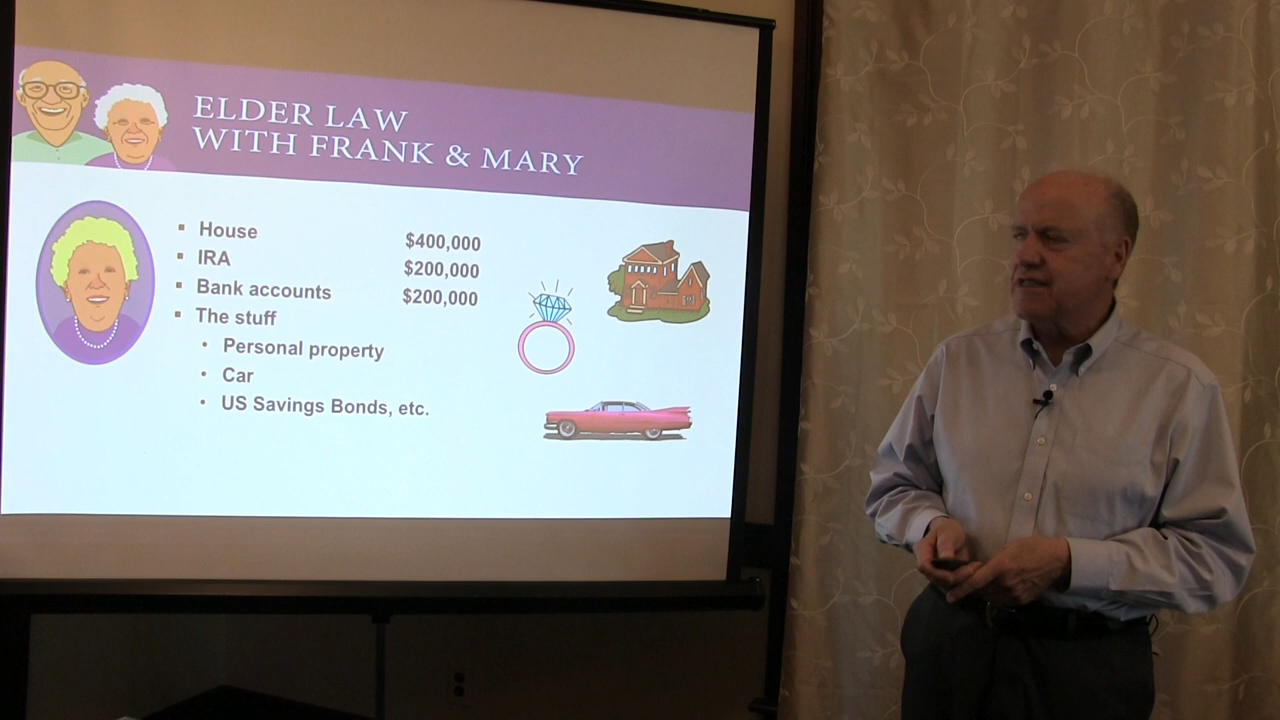 ELDER LAW
WITH FRANK & MARY
House $400,000
IRA $200,000
Bank accounts $200,000
The stuff
Personal property
Car
US Savings Bonds, etc.